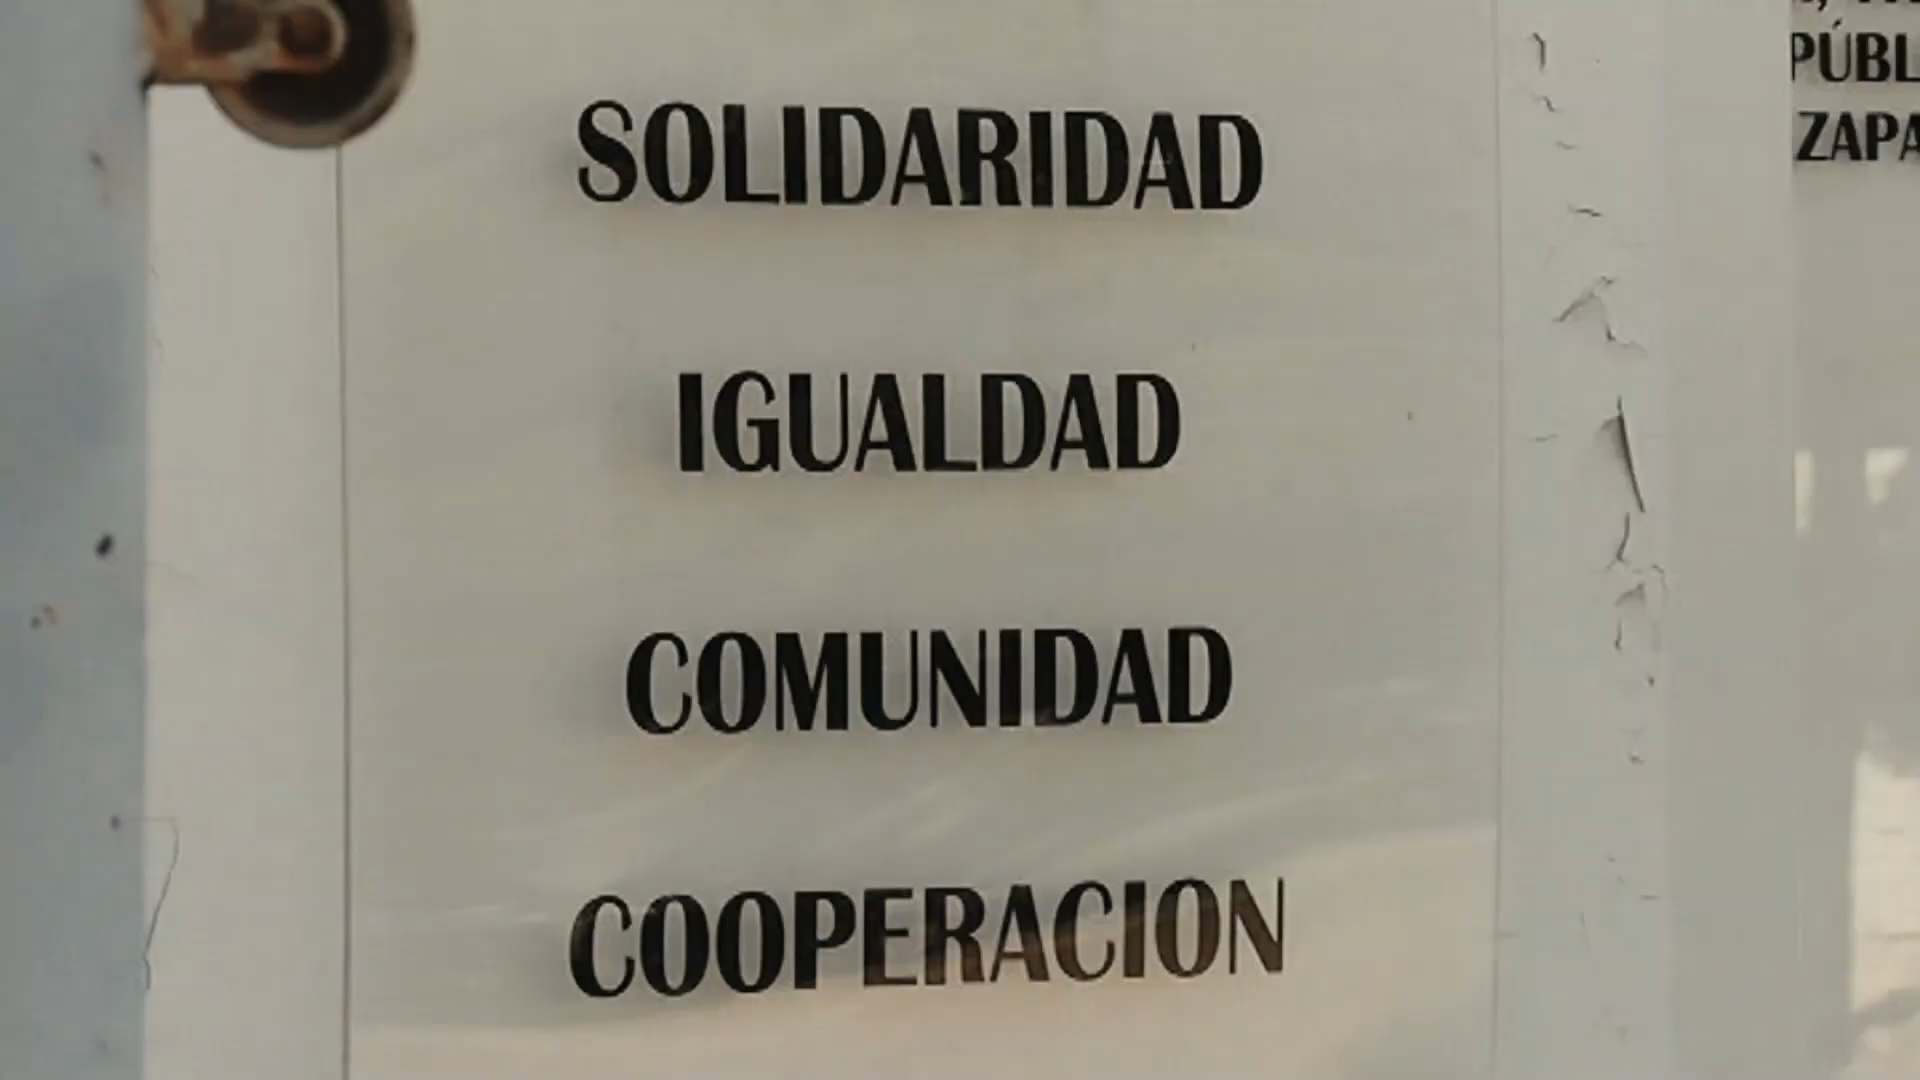 SOLIDARIDAD
IGUALDAD
COMUNIDAD
COOPERACION
PÚBL
ZAPA